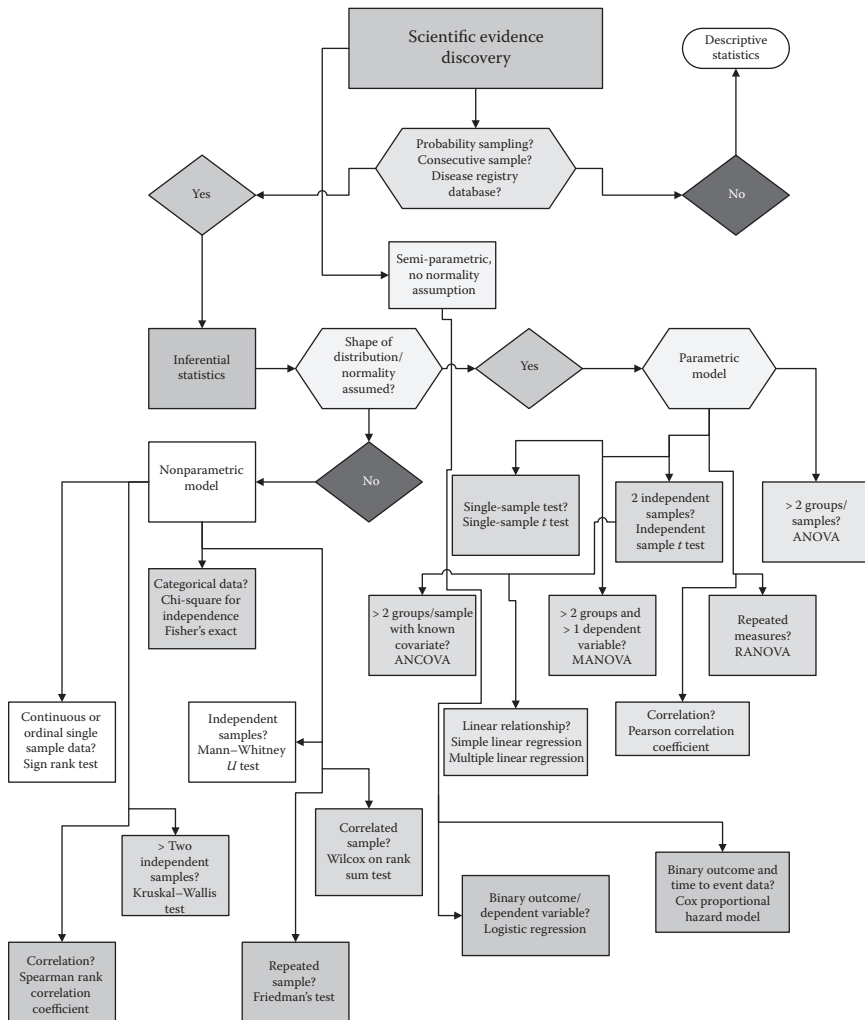 Scientific evidence
discovery
Descriptive
statistics
Probability sampling?
Consecutive sample?
Disease registry
database?
Yes
No
Semi-parametric,
no normality
assumption
Inferential
statistics
Shape of
distribution/
normality
assumed?
Yes
Parametric
model
Nonparametric
model
No
Single-sample test?
Single-sample t test
2 independent
samples?
Independent
sample t test
> 2 groups/
samples?
ANOVA
Categorical data?
Chi-square for
independence
Fisher's exact
> 2 groups/sample
with known
covariate?
ANCOVA
> 2 groups and
> 1 dependent
variable?
MANOVA
Repeated
measures?
RANOVA
Continuous or
ordinal single
sample data?
Sign rank test
Independent
samples?
Mann–Whitney
U test
Linear relationship?
Simple linear regression
Multiple linear regression
Correlation?
Pearson correlation
coefficient
> Two
independent
samples?
Kruskal–Wallis
test
Correlated
sample?
Wilcox on rank
sum test
Binary outcome/
dependent variable?
Logistic regression
Binary outcome and
time to event data?
Cox proportional
hazard model
Correlation?
Spearman rank
correlation
coefficient
Repeated
sample?
Friedman's test